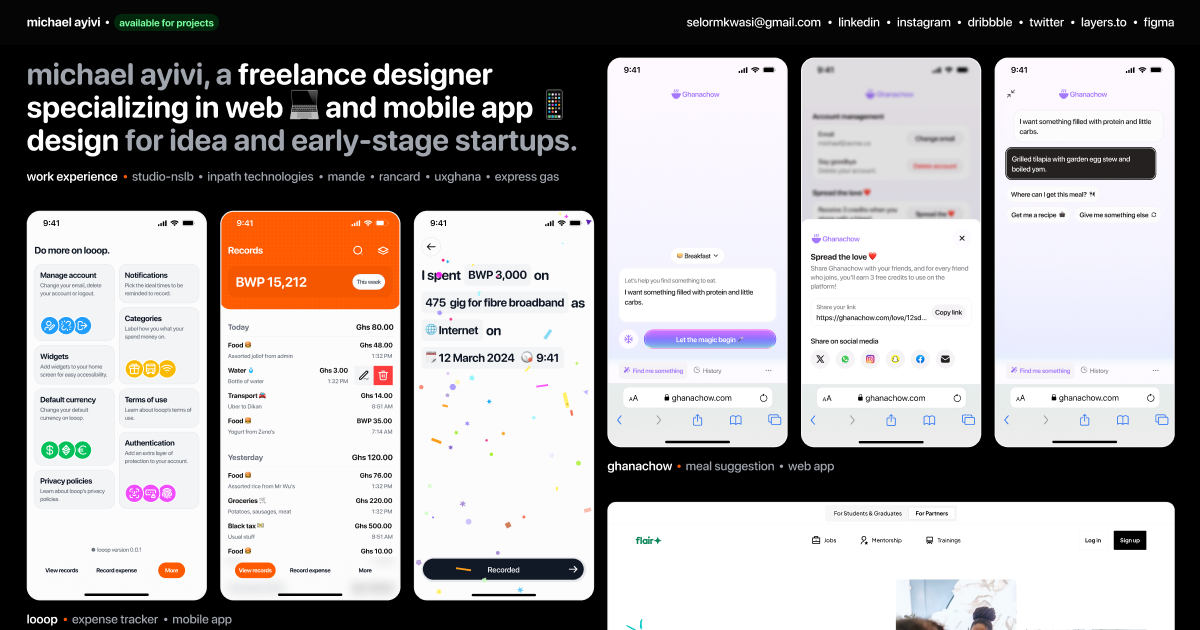 michael ayivi • available for projects
selormkwasi@gmail.com • linkedin • instagram • dribbble • twitter • layers.to • figma
michael ayivi, a freelance designer
specializing in web 💻 and mobile app 📱
design for idea and early-stage startups.
work experience • studio-nslb • inpath technologies • mande • rancard • uxghana • express gas
9:41
Do more on looop.
Manage account
Change your email, delete
your account or logout.
Notifications
Pick the ideal times to be
reminded to record.
Categories
Label how you what your
spend money on.
Widgets
Add widgets to your home
screen for easy accessibility.
Default currency
Change your default
currency on looop.
Terms of use
Learn about looop's terms of
use.
Authentication
Add an extra layer of
protection to your account.
Privacy policies
Learn about looop's privacy
policies.
looop version 0.0.1
View records
Record expense
More
9:41
Records
BWP 15,212
This week
Today
Ghs 80.00
Food 🍔
Ghs 48.00
Assorted jollof from admin
1:32 PM
Water 💧
Ghs 3.00
Bottle of water
1:32 PM
Transport 🚘
Ghs 14.00
Uber to Dikan
8:51 AM
Food 🍔
BWP 35.00
Yogurt from Zeno's
7:14 AM
Yesterday
Ghs 120.00
Food 🍔
Ghs 76.00
Assorted rice from Mr Wu's
1:32 PM
Groceries 🛒
Ghs 220.00
Potatoes, sausages, meat
1:32 PM
Black tax 💵
Ghs 500.00
Usual stuff
8:51 AM
Food 🍔
Ghs 10.00
View records
Record expense
More
9:41
I spent BWP 3,000 on
475 gig for fibre broadband as
🌐 Internet on
📅 12 March 2024 🕘 9:41
Recorded
looop • expense tracker • mobile app
9:41
Ghanachow
🍔 Breakfast
Let's help you find something to eat.
I want something filled with protein and little
carbs.
Let the magic begin
Find me something
History
AA
ghanachow.com
9:41
Ghanachow
Account management
Email
Change email
Say goodbye
Delete your account
Delete account
Spread the love ❤️
Receive 3 credits when you
Spread the ❤️
Ghanachow
Spread the love ❤️
Share Ghanachow with your friends, and for every friend
who joins, you'll earn 3 free credits to use on the
platform!
Share your link
https://ghanachow.com/love/12sd...
Copy link
Share on social media
AA
ghanachow.com
9:41
Ghanachow
I want something filled with protein and little
carbs.
Grilled tilapia with garden egg stew and
boiled yam.
Where can I get this meal? 🍽
Get me a recipe
Give me something else
Find me something
History
AA
ghanachow.com
ghanachow • meal suggestion • web app
For Students & Graduates
For Partners
flair
Jobs
Mentorship
Trainings
Log in
Sign up